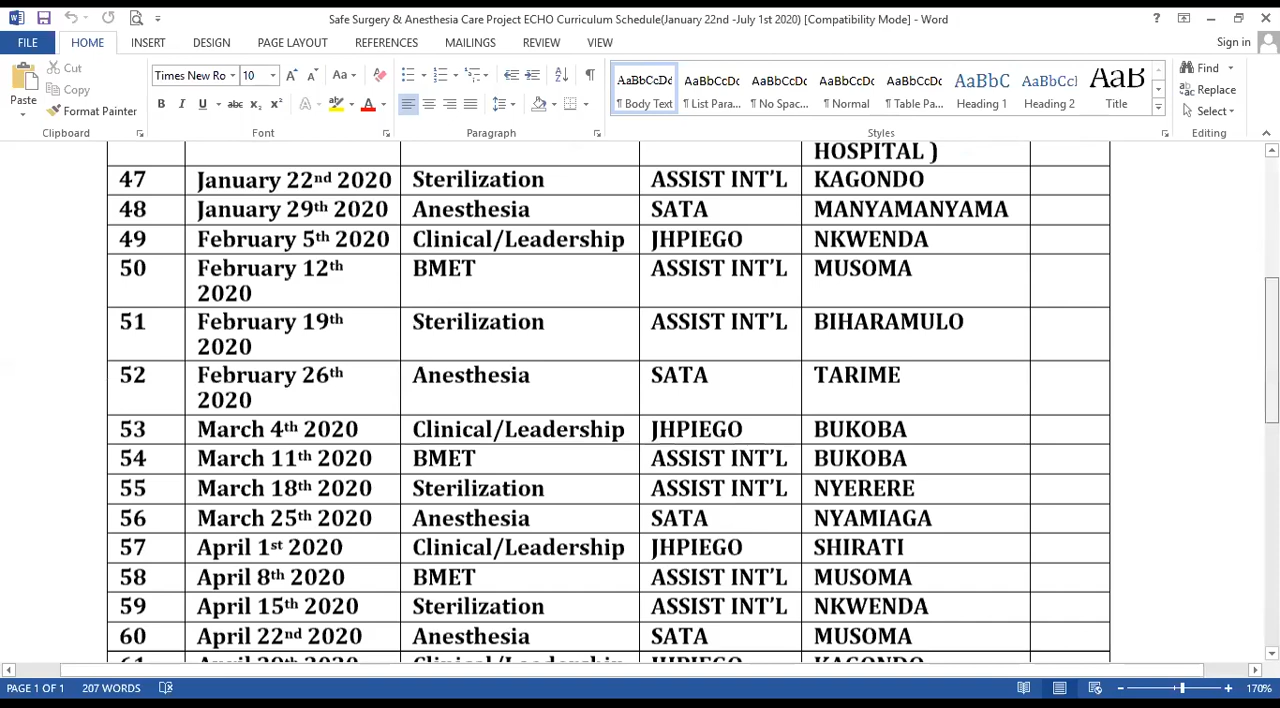 Safe Surgery & Anesthesia Care Project ECHO Curriculum Schedule(January 22nd -July 1st 2020) [Compatibility Mode] - Word
FILE HOME INSERT DESIGN PAGE LAYOUT REFERENCES MAILINGS REVIEW VIEW Sign in
Paste
Cut
Copy
Format Painter
Clipboard
Times New Ro 10
Font
Paragraph
AaBbCcDc AaBbCcDc AaBbCcDc AaBbCcDc AaBbCcDc AaBbC AaBbCcI AaB
¶ Body Text ¶ List Para... ¶ No Spac... ¶ Normal ¶ Table Pa... Heading 1 Heading 2 Title
Styles
Find
Replace
Select
Editing
HOSPITAL )
47 January 22nd 2020 Sterilization ASSIST INT’L KAGONDO
48 January 29th 2020 Anesthesia SATA MANYAMANYAMA
49 February 5th 2020 Clinical/Leadership JHPIEGO NKWENDA
50 February 12th BMET ASSIST INT’L MUSOMA
2020
51 February 19th Sterilization ASSIST INT’L BIHARAMULO
2020
52 February 26th Anesthesia SATA TARIME
2020
53 March 4th 2020 Clinical/Leadership JHPIEGO BUKOBA
54 March 11th 2020 BMET ASSIST INT’L BUKOBA
55 March 18th 2020 Sterilization ASSIST INT’L NYERERE
56 March 25th 2020 Anesthesia SATA NYAMIAGA
57 April 1st 2020 Clinical/Leadership JHPIEGO SHIRATI
58 April 8th 2020 BMET ASSIST INT’L MUSOMA
59 April 15th 2020 Sterilization ASSIST INT’L NKWENDA
60 April 22nd 2020 Anesthesia SATA MUSOMA
61 April 29th 2020 Clinical/Leadership JHPIEGO KAGONDO
PAGE 1 OF 1 207 WORDS 170%